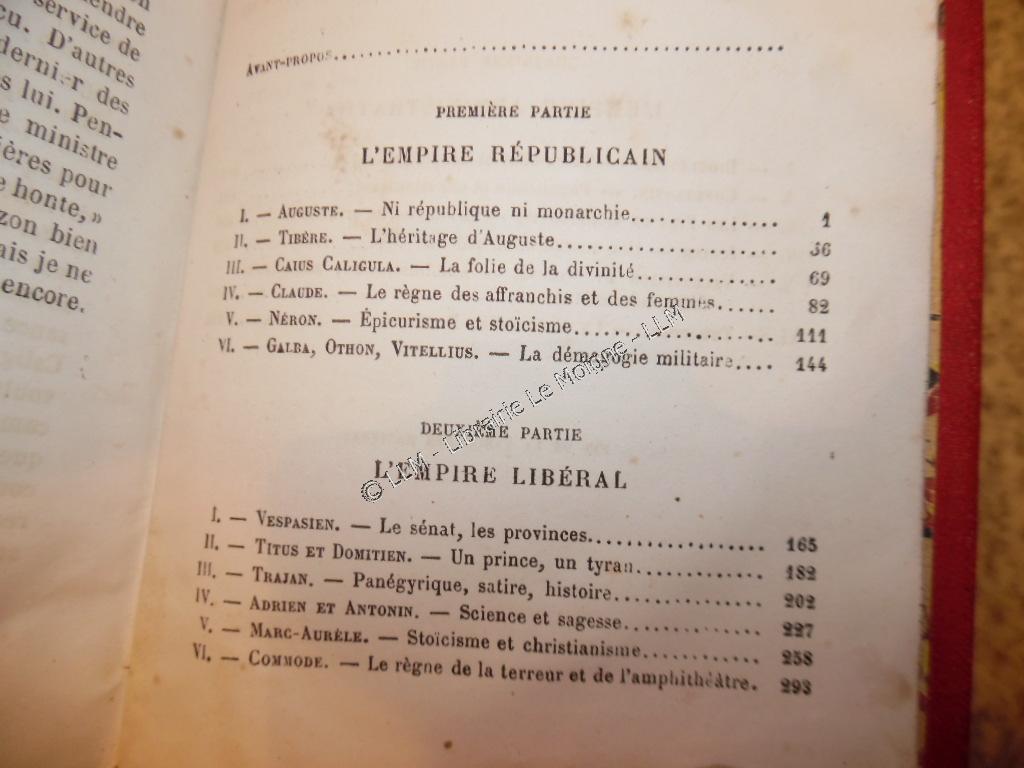 endre
service de
çu. D'autres
dernier des
s lui. Pen-
e ministre
ières pour
e honte,"
zon bien
ais je ne
encore.
AVANT-PROPOS
PREMIÈRE PARTIE
L'EMPIRE RÉPUBLICAIN
I. — AUGUSTE. — Ni république ni monarchie 1
II. — TIBÈRE. — L'héritage d'Auguste 36
III. — CAIUS CALIGULA. — La folie de la divinité 69
IV. — CLAUDE. — Le règne des affranchis et des femmes 82
V. — NÉRON. — Épicurisme et stoïcisme 111
VI. — GALBA, OTHON, VITELLIUS. — La démagogie militaire 144
DEUXIÈME PARTIE
L'EMPIRE LIBÉRAL
I. — VESPASIEN. — Le sénat, les provinces 165
II. — TITUS ET DOMITIEN. — Un prince, un tyran 182
III. — TRAJAN. — Panégyrique, satire, histoire 202
IV. — ADRIEN ET ANTONIN. — Science et sagesse 227
V. — MARC-AURÈLE. — Stoïcisme et christianisme 258
VI. — COMMODE. — Le règne de la terreur et de l'amphithéâtre. 293
© LLM - Librairie Le Moigne - LLM